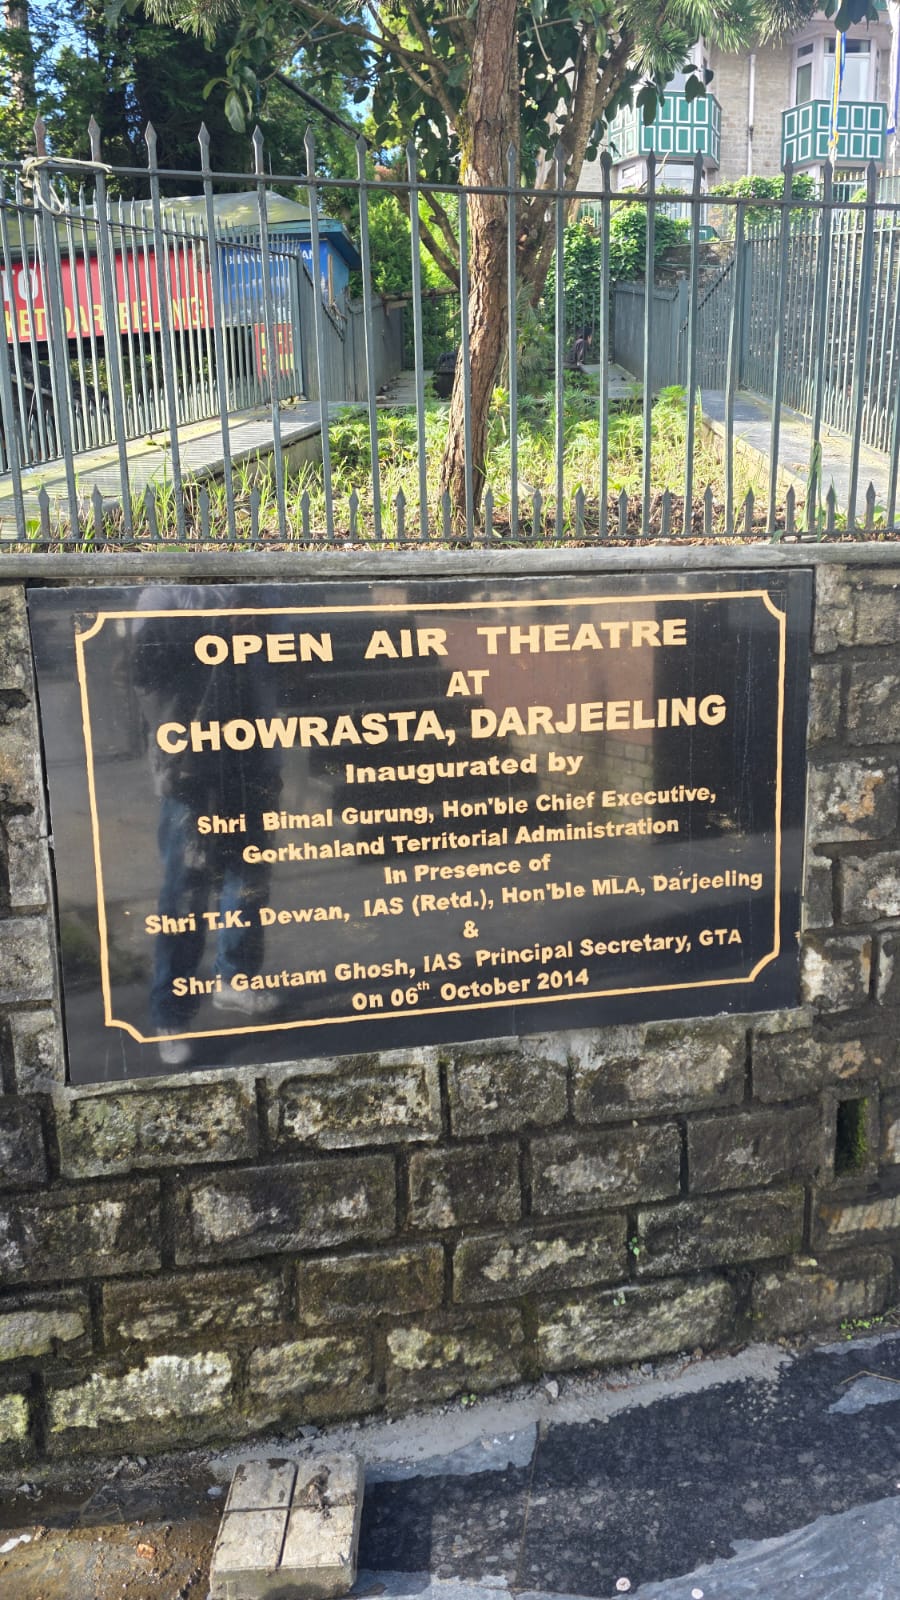 KET DARJEELING
OPEN AIR THEATRE
AT
CHOWRASTA, DARJEELING
Inaugurated by
Shri Bimal Gurung, Hon'ble Chief Executive,
Gorkhaland Territorial Administration
In Presence of
Shri T.K. Dewan, IAS (Retd.), Hon'ble MLA, Darjeeling
&
Shri Gautam Ghosh, IAS Principal Secretary, GTA
On 06th October 2014